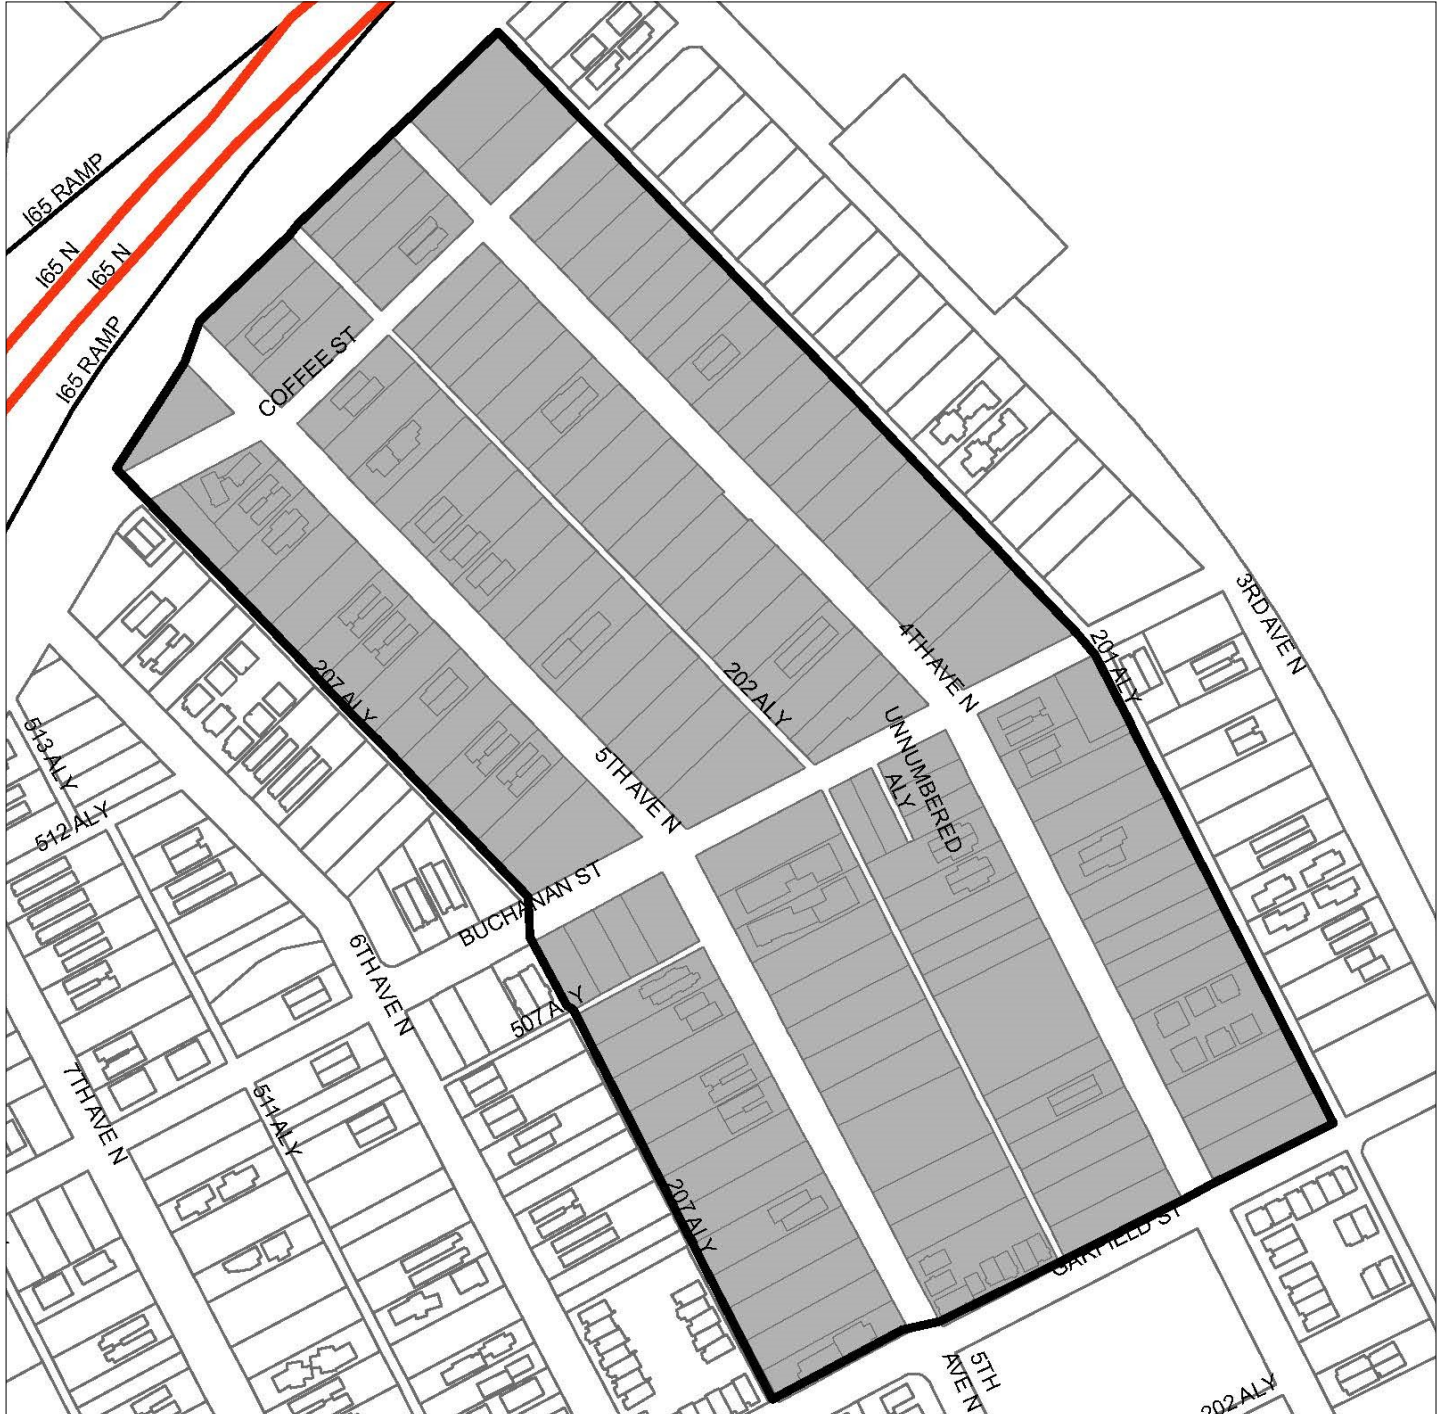 I65 RAMP
I65 N
I65 N
I65 RAMP
COFFEE ST
3RD AVE N
4TH AVE N
201 ALY
207 ALY
202 ALY
UNNUMBERED
ALY
513 ALY
5TH AVE N
512 ALY
BUCHANAN ST
6TH AVE N
507 ALY
7TH AVE N
511 ALY
207 ALY
GARFIELD ST
5TH
AVE N
202 ALY